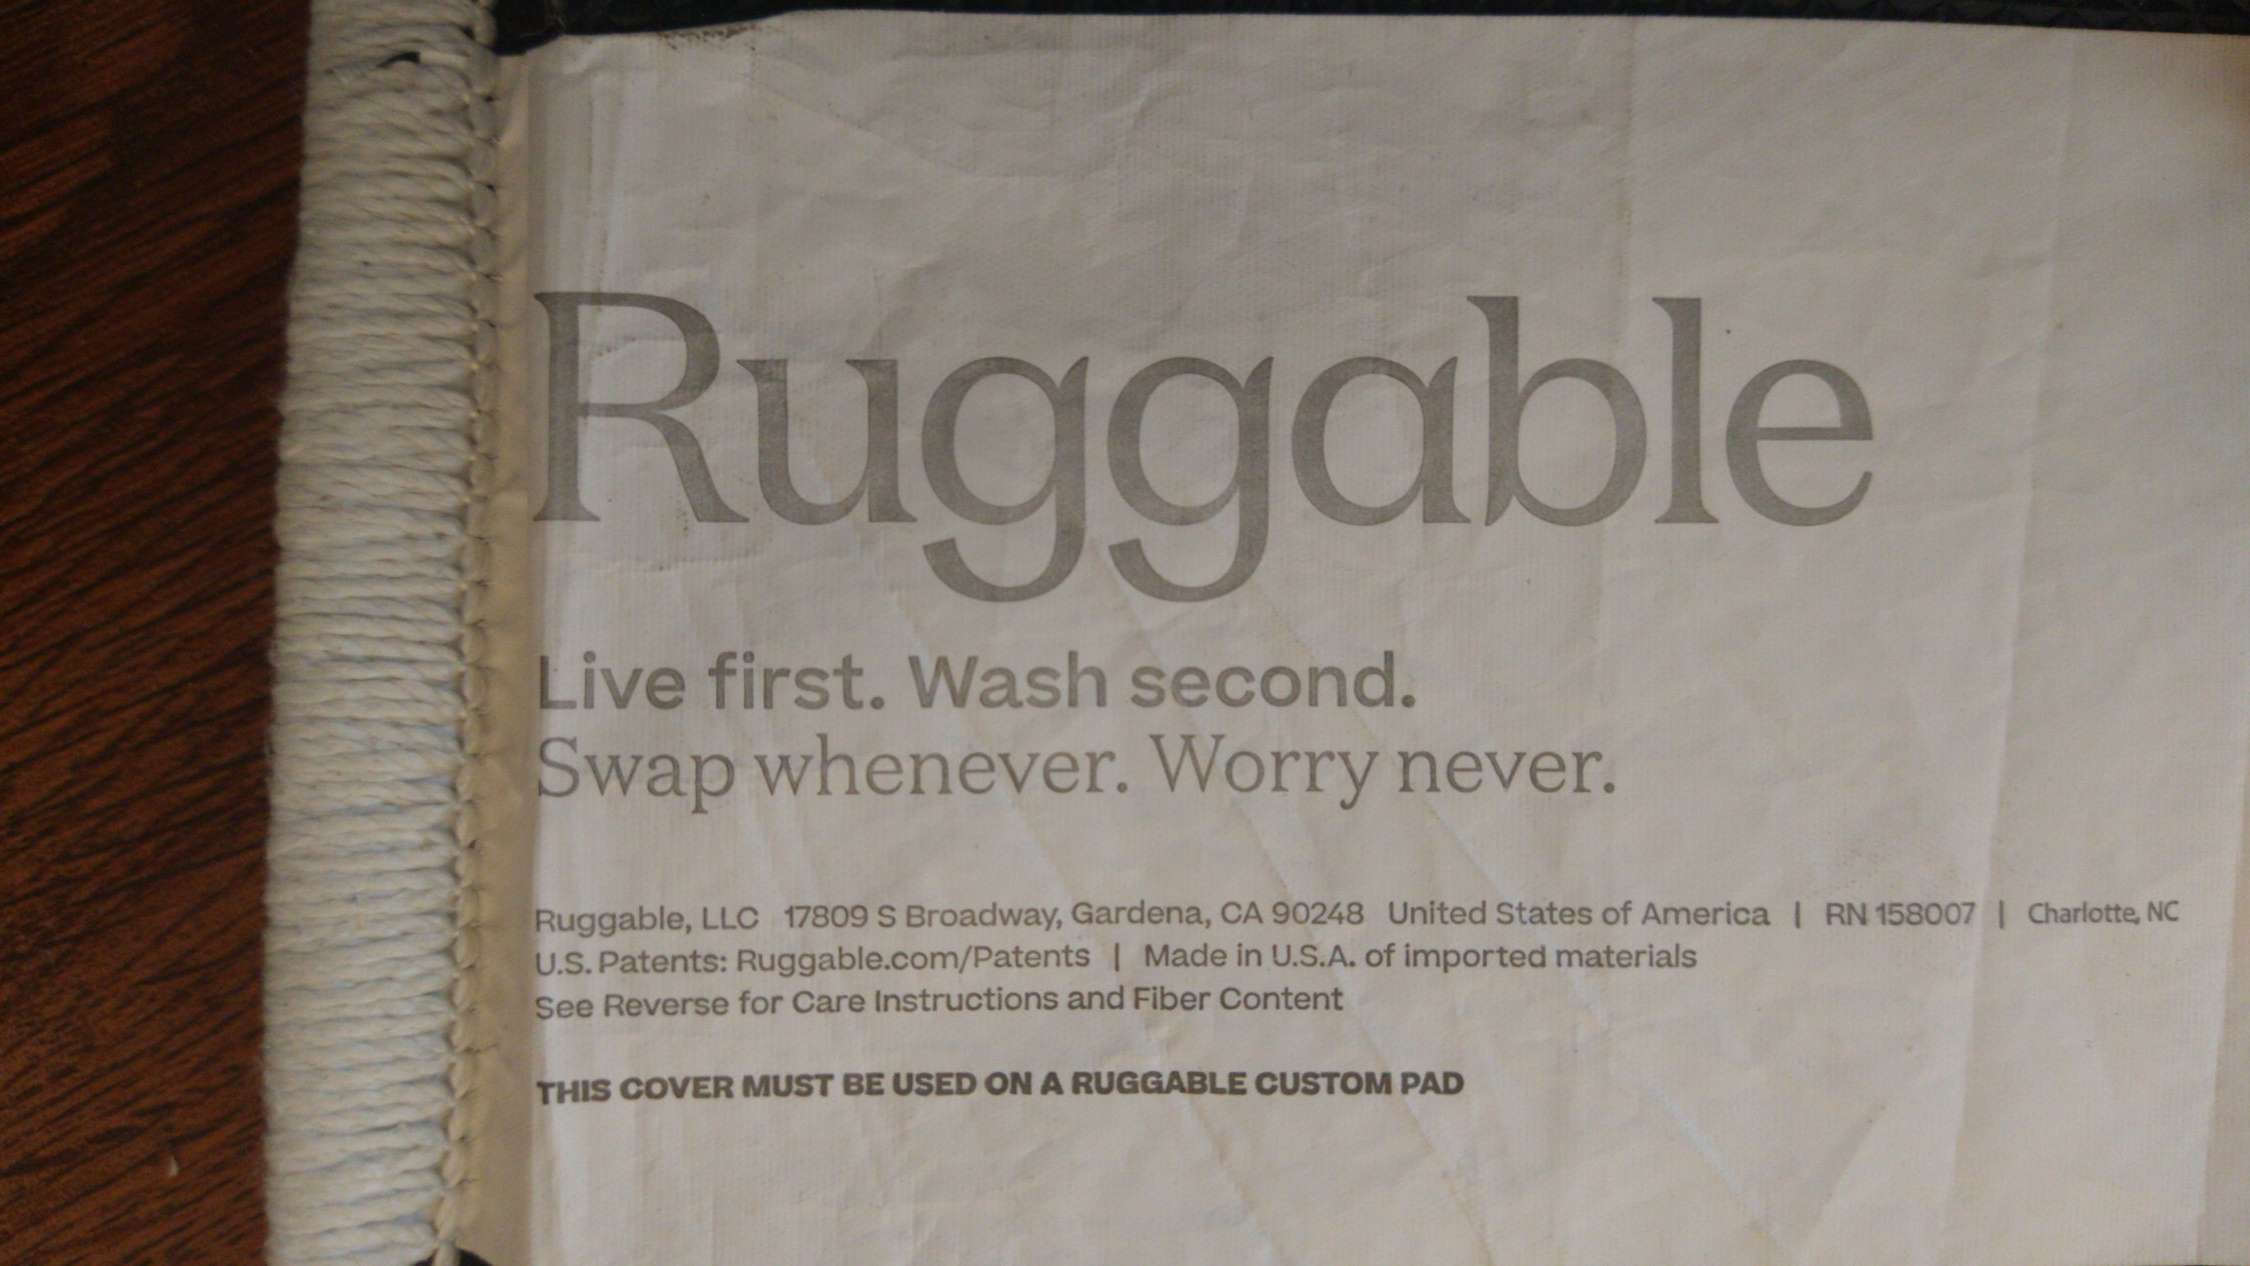 Ruggable
Live first. Wash second.
Swap whenever. Worry never.
Ruggable, LLC 17809 S Broadway, Gardena, CA 90248 United States of America | RN 158007 | Charlotte, NC
U.S. Patents: Ruggable.com/Patents | Made in U.S.A. of imported materials
See Reverse for Care Instructions and Fiber Content
THIS COVER MUST BE USED ON A RUGGABLE CUSTOM PAD